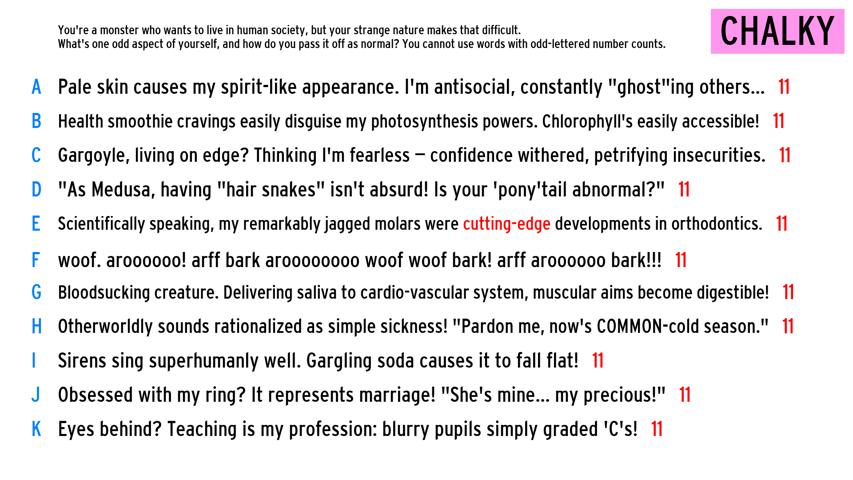 You're a monster who wants to live in human society, but your strange nature makes that difficult.
What's one odd aspect of yourself, and how do you pass it off as normal? You cannot use words with odd-lettered number counts.
CHALKY
A Pale skin causes my spirit-like appearance. I'm antisocial, constantly "ghost"ing others... 11
B Health smoothie cravings easily disguise my photosynthesis powers. Chlorophyll's easily accessible! 11
C Gargoyle, living on edge? Thinking I'm fearless – confidence withered, petrifying insecurities. 11
D "As Medusa, having "hair snakes" isn't absurd! Is your 'pony'tail abnormal?" 11
E Scientifically speaking, my remarkably jagged molars were cutting-edge developments in orthodontics. 11
F woof. aroooooo! arff bark aroooooooo woof woof bark! arff aroooooo bark!!! 11
G Bloodsucking creature. Delivering saliva to cardio-vascular system, muscular aims become digestible! 11
H Otherworldly sounds rationalized as simple sickness! "Pardon me, now's COMMON-cold season." 11
I Sirens sing superhumanly well. Gargling soda causes it to fall flat! 11
J Obsessed with my ring? It represents marriage! "She's mine... my precious!" 11
K Eyes behind? Teaching is my profession: blurry pupils simply graded 'C's! 11